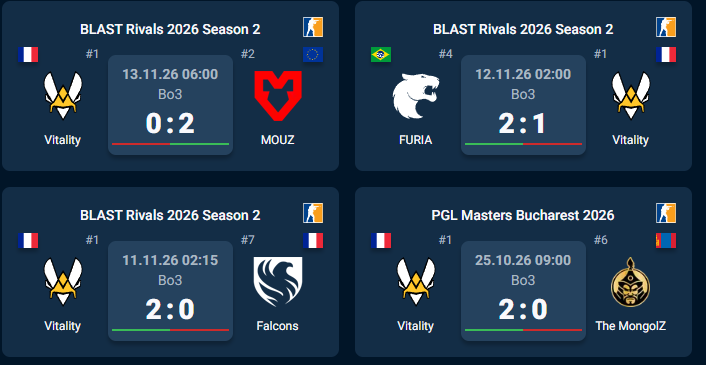 BLAST Rivals 2026 Season 2
#1
#2
13.11.26 06:00
Bo3
0:2
Vitality
MOUZ
BLAST Rivals 2026 Season 2
#4
#1
12.11.26 02:00
Bo3
2:1
FURIA
Vitality
BLAST Rivals 2026 Season 2
#1
#7
11.11.26 02:15
Bo3
2:0
Vitality
Falcons
PGL Masters Bucharest 2026
#1
#6
25.10.26 09:00
Bo3
2:0
Vitality
The MongolZ